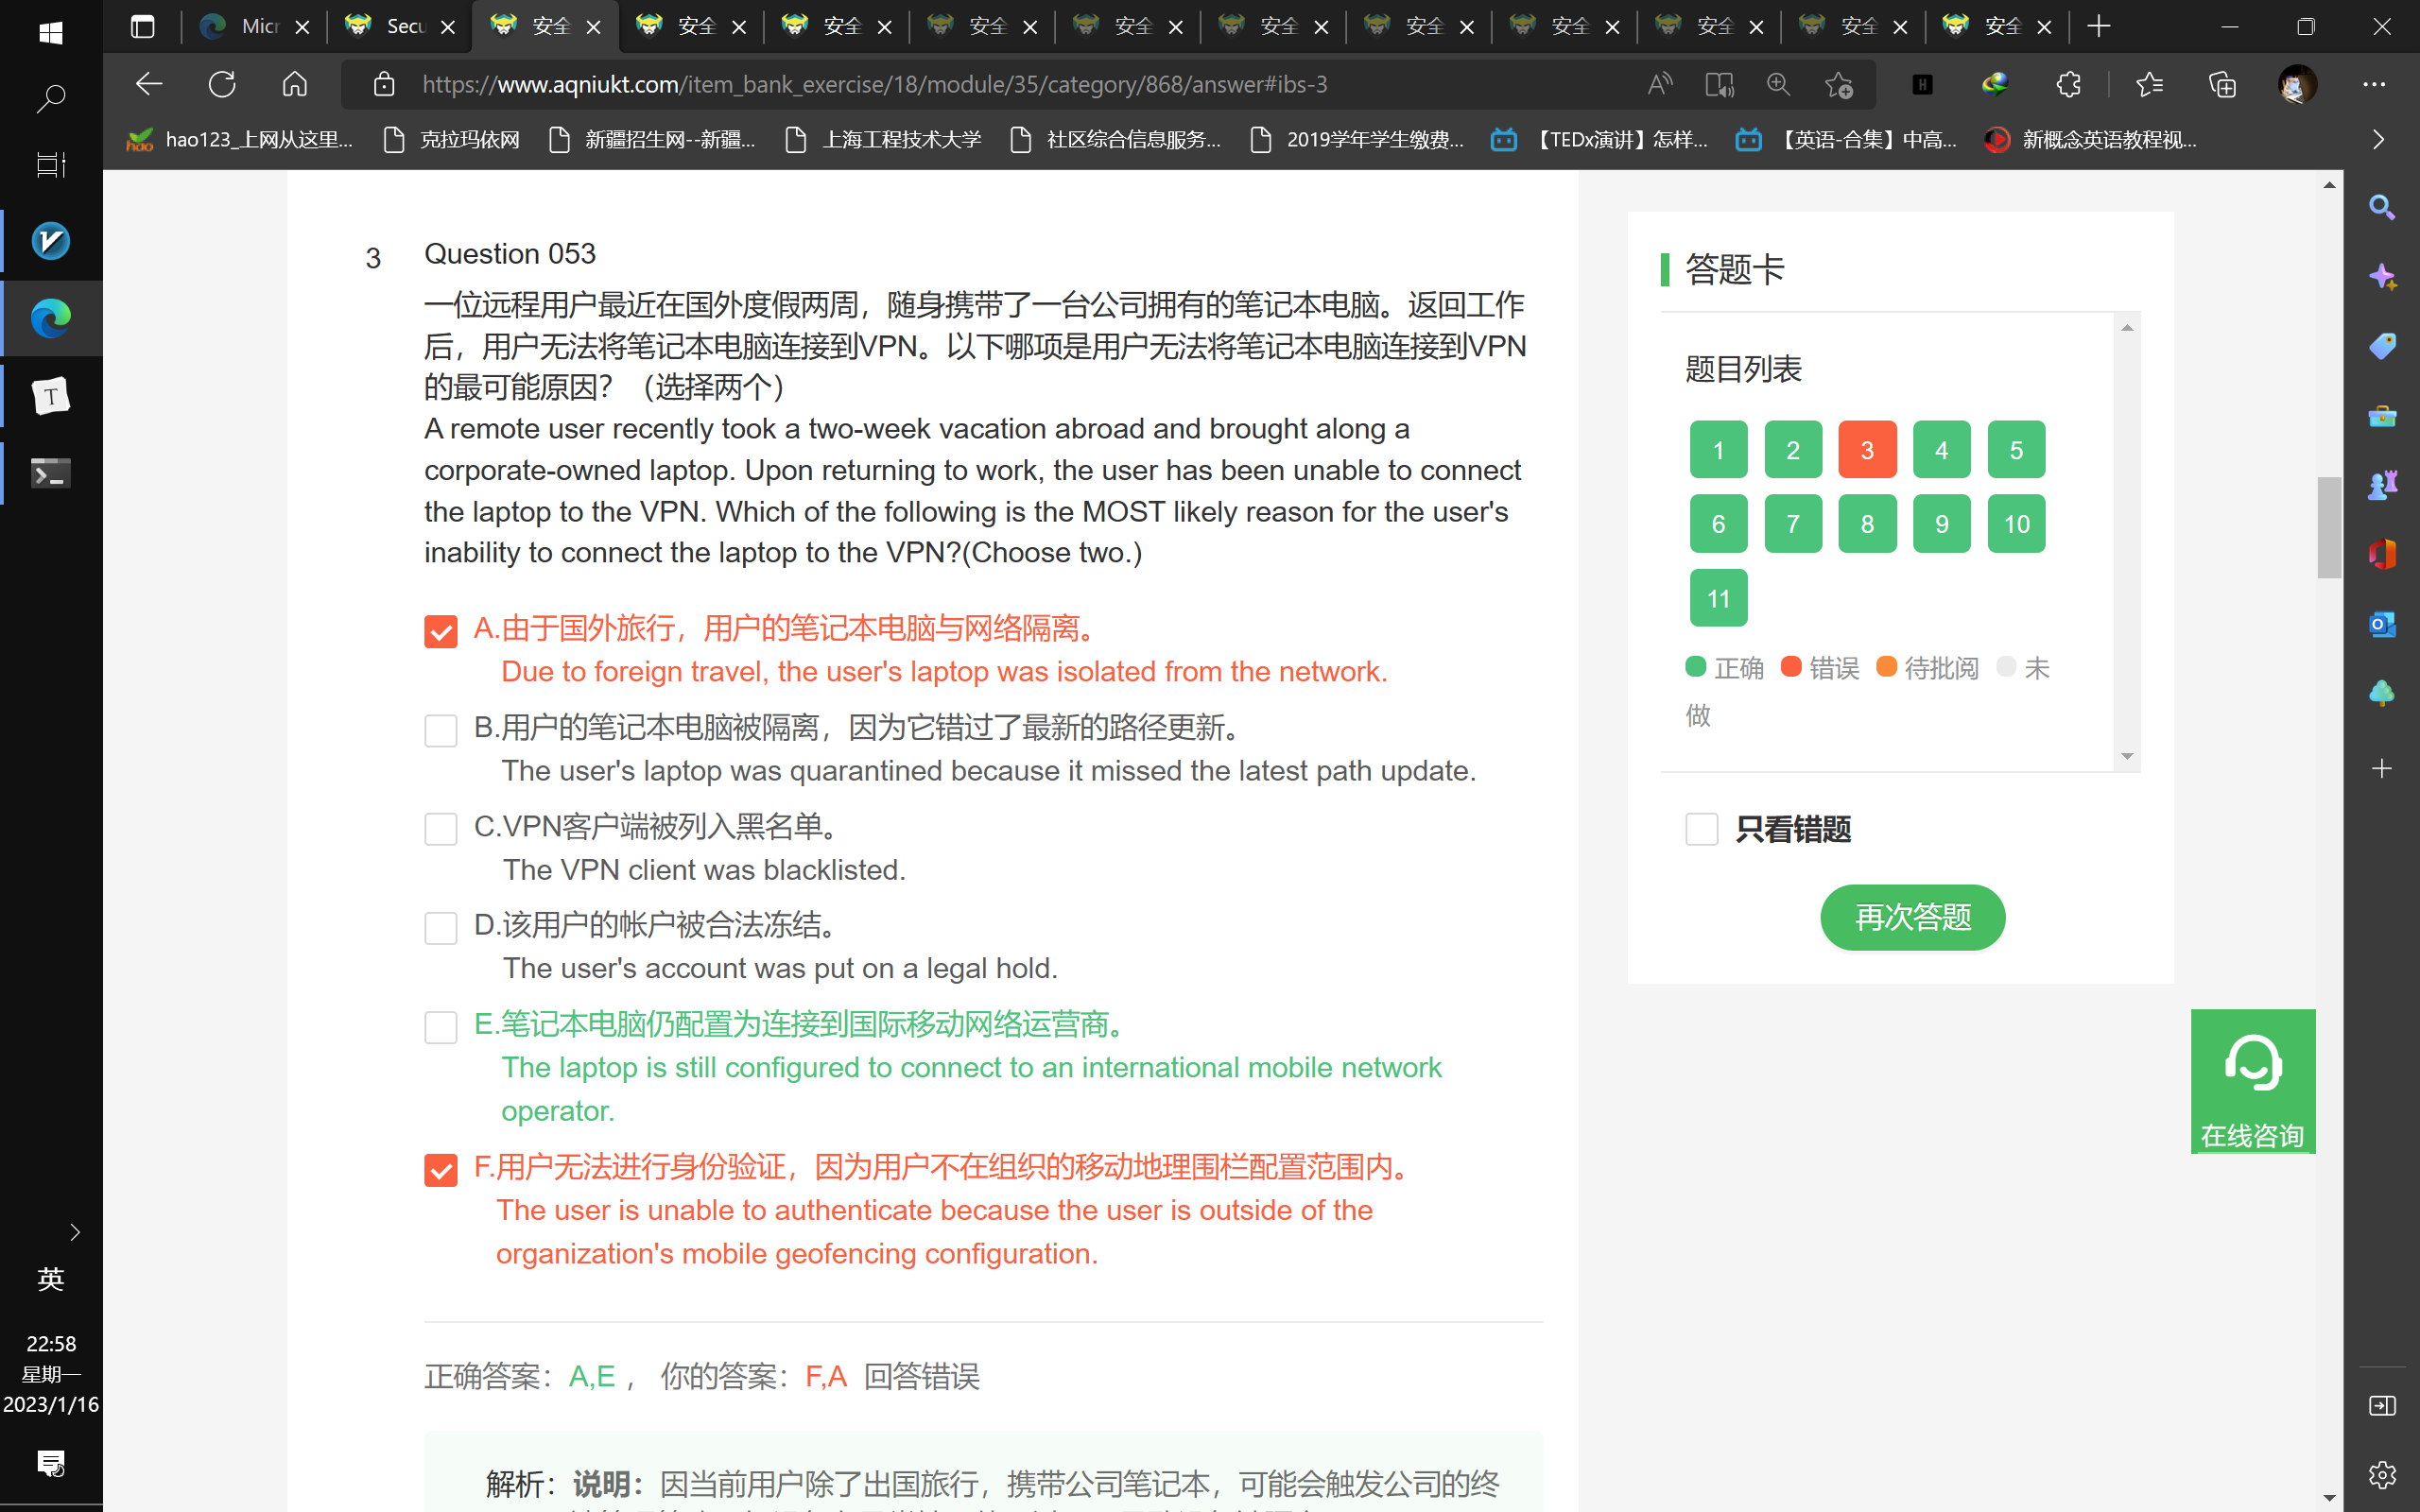 Micr
Secu
安全
安全
安全
安全
安全
安全
安全
安全
安全
安全
安全
https://www.aqniukt.com/item_bank_exercise/18/module/35/category/868/answer#ibs-3
hao123_上网从这里...
克拉玛依网
新疆招生网--新疆...
上海工程技术大学
社区综合信息服务...
2019学年学生缴费...
【TEDx演讲】怎样...
【英语-合集】中高...
新概念英语教程视...
3
Question 053
一位远程用户最近在国外度假两周，随身携带了一台公司拥有的笔记本电脑。返回工作
后，用户无法将笔记本电脑连接到VPN。以下哪项是用户无法将笔记本电脑连接到VPN
的最可能原因？（选择两个）
A remote user recently took a two-week vacation abroad and brought along a
corporate-owned laptop. Upon returning to work, the user has been unable to connect
the laptop to the VPN. Which of the following is the MOST likely reason for the user's
inability to connect the laptop to the VPN?(Choose two.)
A.由于国外旅行，用户的笔记本电脑与网络隔离。
Due to foreign travel, the user's laptop was isolated from the network.
B.用户的笔记本电脑被隔离，因为它错过了最新的路径更新。
The user's laptop was quarantined because it missed the latest path update.
C.VPN客户端被列入黑名单。
The VPN client was blacklisted.
D.该用户的帐户被合法冻结。
The user's account was put on a legal hold.
E.笔记本电脑仍配置为连接到国际移动网络运营商。
The laptop is still configured to connect to an international mobile network
operator.
F.用户无法进行身份验证，因为用户不在组织的移动地理围栏配置范围内。
The user is unable to authenticate because the user is outside of the
organization's mobile geofencing configuration.
正确答案：A,E ， 你的答案：F,A 回答错误
解析：说明：因当前用户除了出国旅行，携带公司笔记本，可能会触发公司的终
答题卡
题目列表
1 2 3 4 5
6 7 8 9 10
11
正确 错误 待批阅 未
做
只看错题
再次答题
在线咨询
英
22:58
星期一
2023/1/16